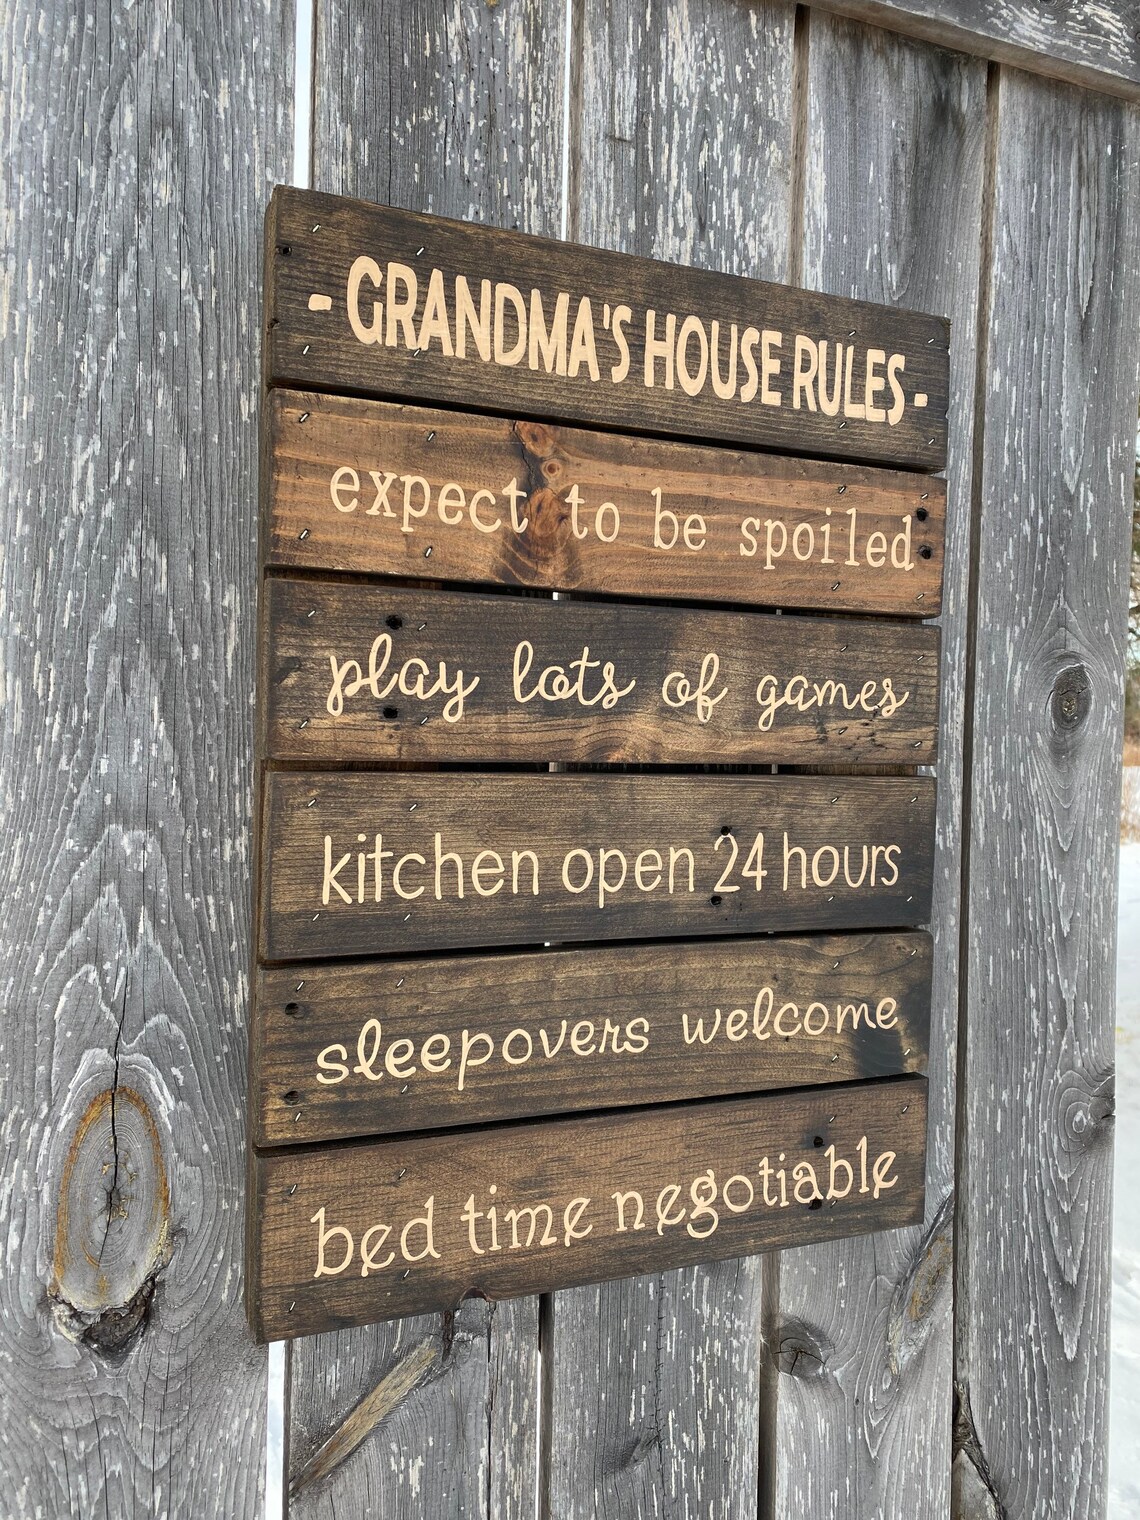 - GRANDMA'S HOUSE RULES -
expect to be spoiled
play lots of games
kitchen open 24 hours
sleepovers welcome
bed time negotiable